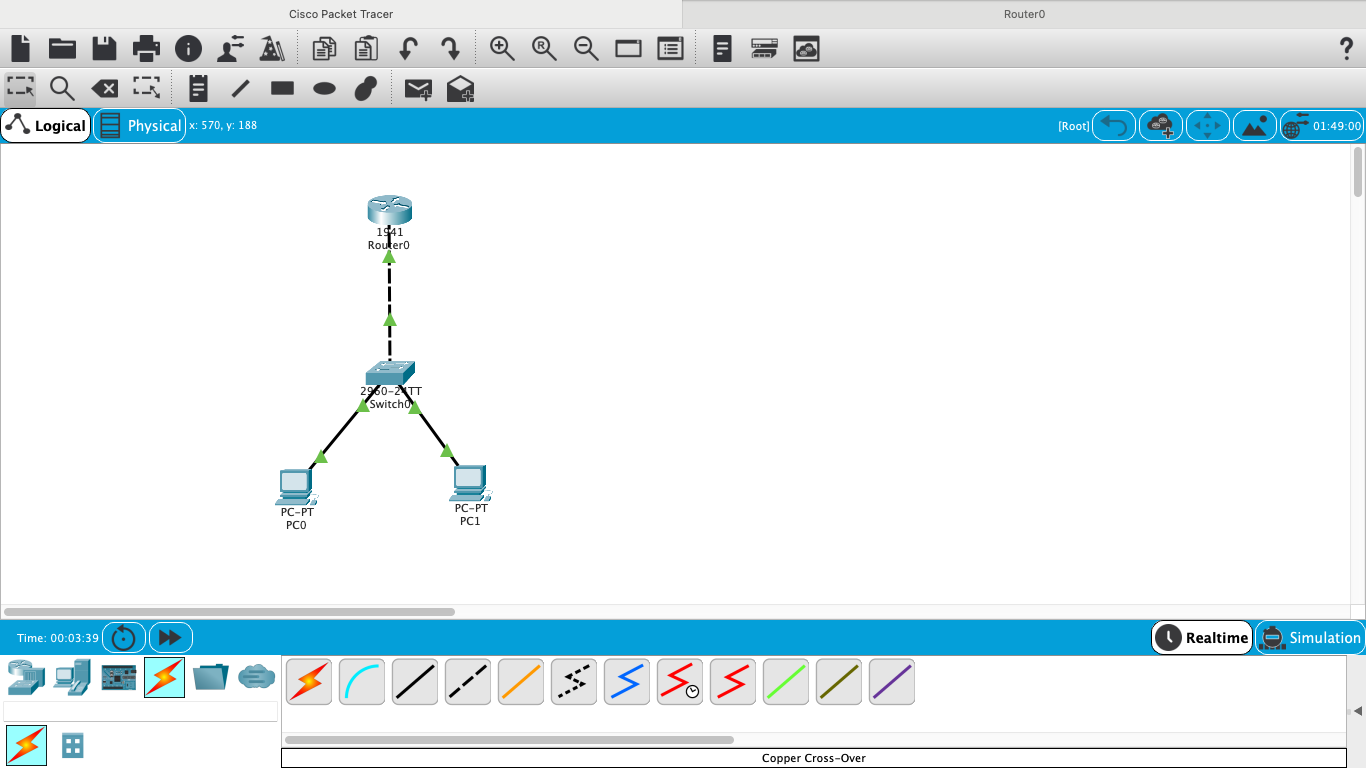 Cisco Packet Tracer
Router0
Logical
Physical
x: 570, y: 188
[Root]
01:49:00
1941
Router0
2960-24TT
Switch0
PC-PT
PC0
PC-PT
PC1
Time: 00:03:39
Realtime
Simulation
Copper Cross-Over